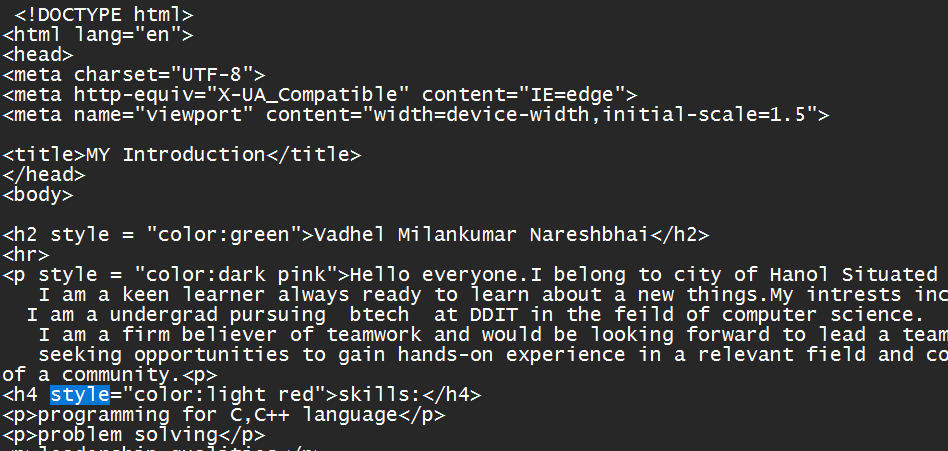 <!DOCTYPE html>
<html lang="en">
<head>
<meta charset="UTF-8">
<meta http-equiv="X-UA_Compatible" content="IE=edge">
<meta name="viewport" content="width=device-width,initial-scale=1.5">
<title>MY Introduction</title>
</head>
<body>
<h2 style = "color:green">Vadhel Milankumar Nareshbhai</h2>
<hr>
<p style = "color:dark pink">Hello everyone.I belong to city of Hanol Situated
I am a keen learner always ready to learn about a new things.My intrests inc
I am a undergrad pursuing  btech  at DDIT in the feild of computer science.
I am a firm believer of teamwork and would be looking forward to lead a team
seeking opportunities to gain hands-on experience in a relevant field and co
of a community.<p>
<h4 style="color:light red">skills:</h4>
<p>programming for C,C++ language</p>
<p>problem solving</p>